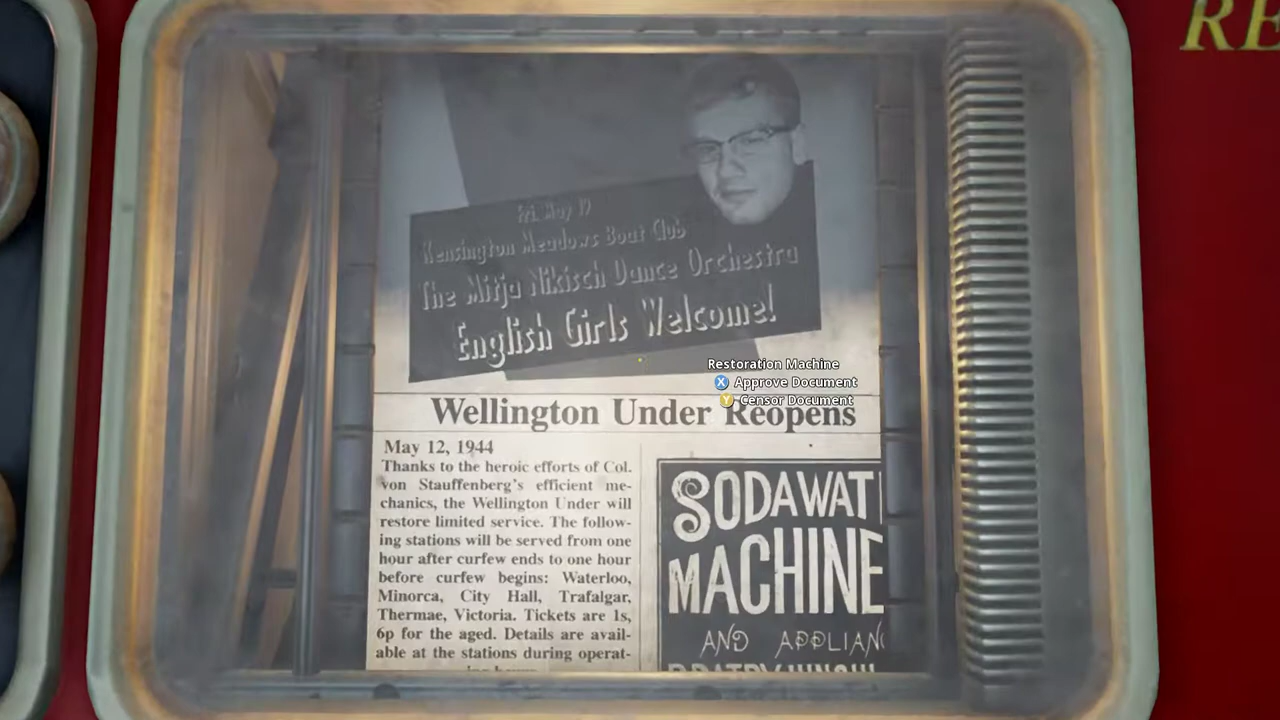 RE
Fri. May 19
Kensington Meadows Boat Club
The Mitja Nikisch Dance Orchestra
English Girls Welcome!
Restoration Machine
X Approve Document
Y Censor Document
Wellington Under Reopens
May 12, 1944
Thanks to the heroic efforts of Col.
von Stauffenberg's efficient me-
chanics, the Wellington Under will
restore limited service. The follow-
ing stations will be served from one
hour after curfew ends to one hour
before curfew begins: Waterloo,
Minorca, City Hall, Trafalgar,
Thermae, Victoria. Tickets are 1s,
6p for the aged. Details are avail-
able at the stations during operat-
SODAWAT
MACHINE
AND APPLIAN